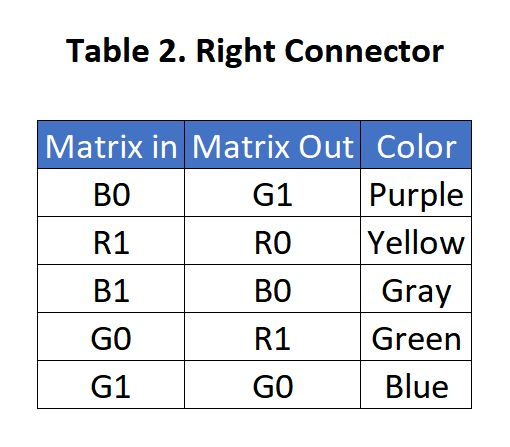 Table 2. Right Connector
Matrix in Matrix Out Color
B0 G1 Purple
R1 R0 Yellow
B1 B0 Gray
G0 R1 Green
G1 G0 Blue